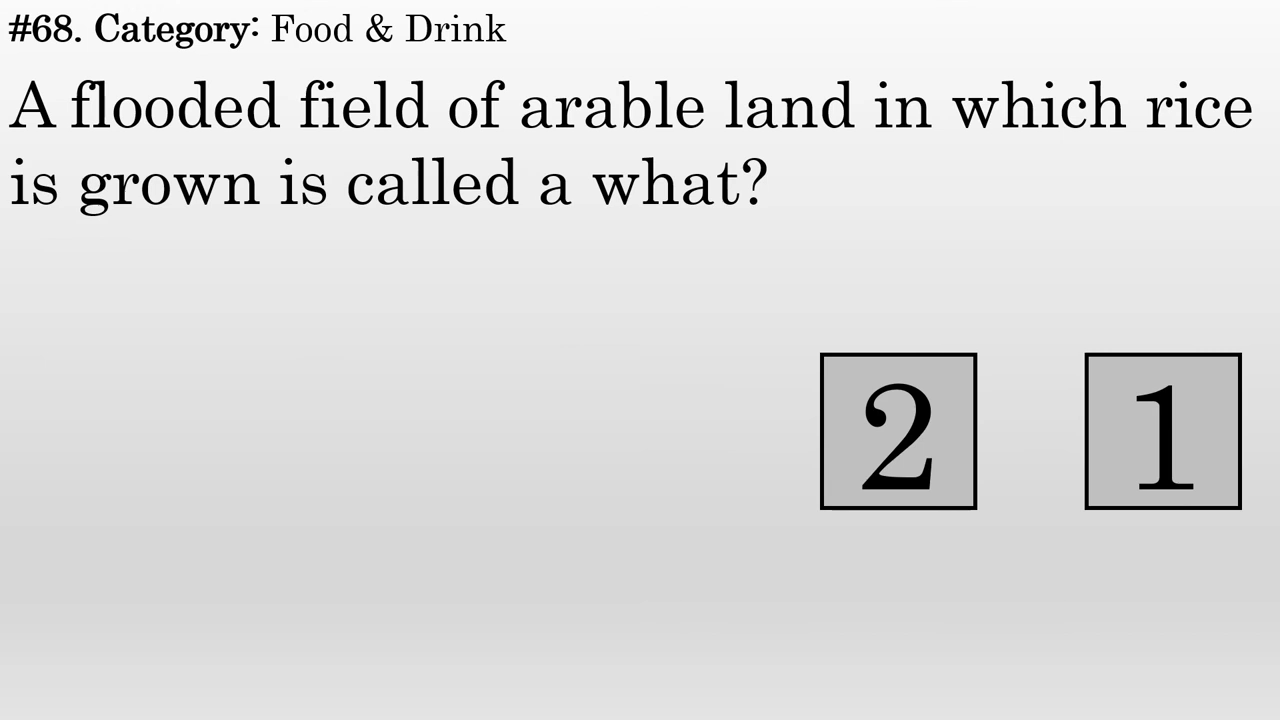 #68. Category: Food & Drink
A flooded field of arable land in which rice
is grown is called a what?
2 1